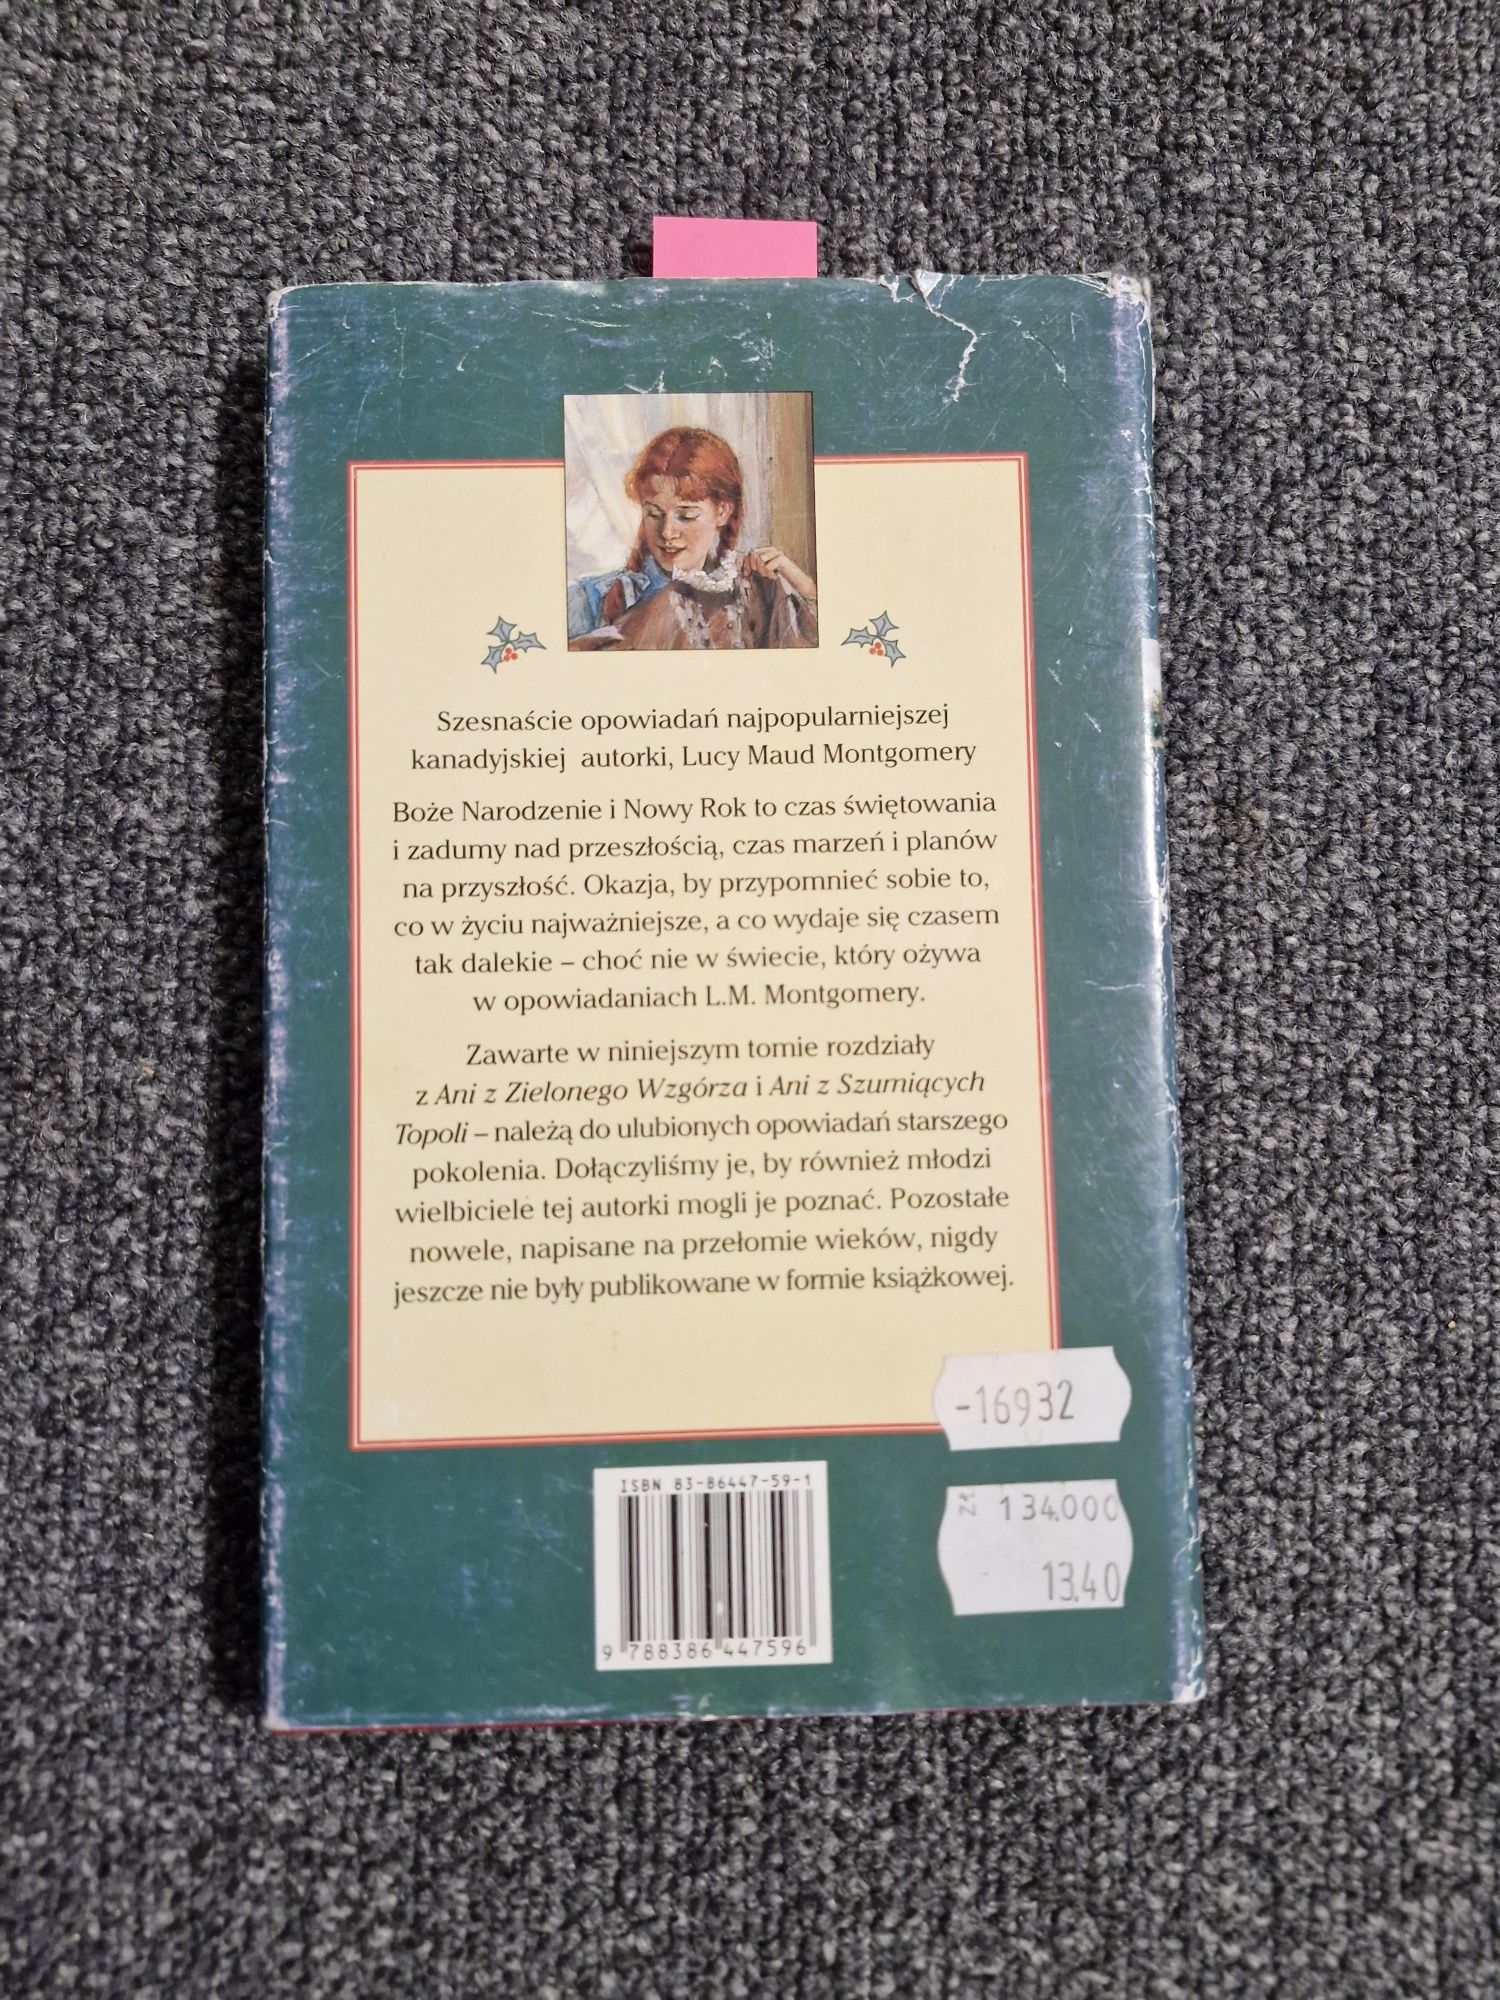 Szesnaście opowiadań najpopularniejszej
kanadyjskiej autorki, Lucy Maud Montgomery
Boże Narodzenie i Nowy Rok to czas świętowania
i zadumy nad przeszłością, czas marzeń i planów
na przyszłość. Okazja, by przypomnieć sobie to,
co w życiu najważniejsze, a co wydaje się czasem
tak dalekie – choć nie w świecie, który ożywa
w opowiadaniach L.M. Montgomery.
Zawarte w niniejszym tomie rozdziały
z Ani z Zielonego Wzgórza i Ani z Szumiących
Topoli – należą do ulubionych opowiadań starszego
pokolenia. Dołączyliśmy je, by również młodzi
wielbiciele tej autorki mogli je poznać. Pozostałe
nowele, napisane na przełomie wieków, nigdy
jeszcze nie były publikowane w formie książkowej.
-16932
ISBN 83-86447-59-1
9 788386 447596
ZŁ 134.000
13.40